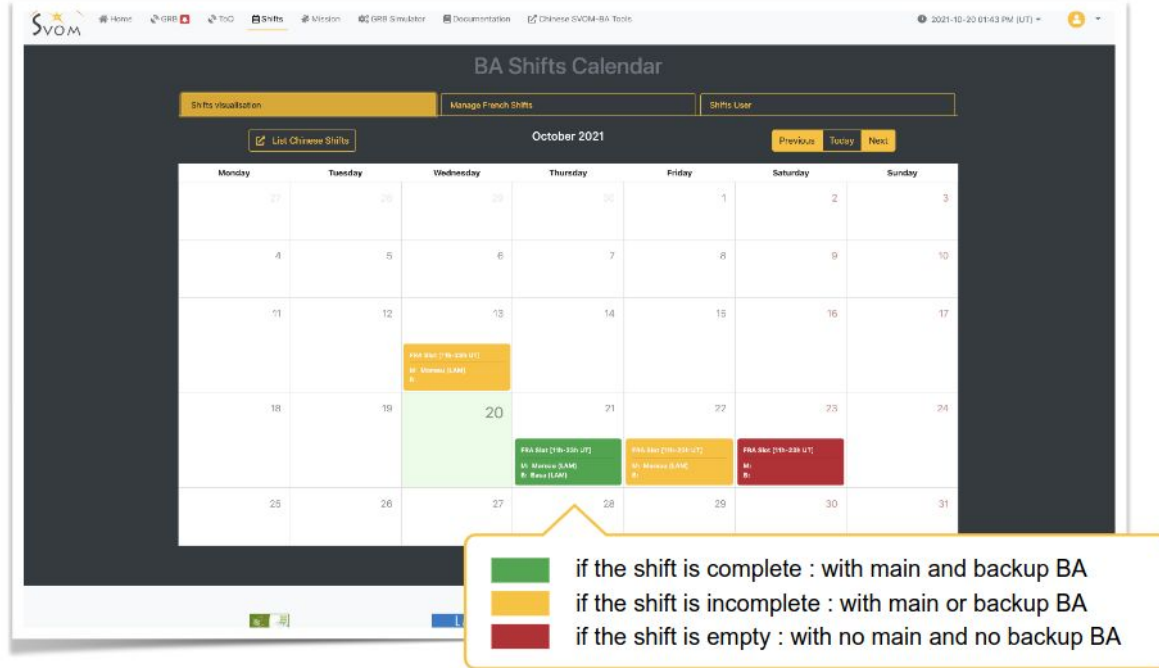 SVOM
Home GRB ToO Shifts Mission GRB Simulator Documentation Chinese SVOM-BA Tools 2021-10-20 01:43 PM (UT)
BA Shifts Calendar
Shifts visualisation Manage French Shifts Shifts User
List Chinese Shifts October 2021 Previous Today Next
Monday Tuesday Wednesday Thursday Friday Saturday Sunday
27 28 29 30 1 2 3
4 5 6 7 8 9 10
11 12 13 14 15 16 17
FRA Slot [11h-23h UT]
M: (LAM)
B:
18 19 20 21 22 23 24
FRA Slot [11h-23h UT] FRA Slot [11h-23h UT] FRA Slot [11h-23h UT]
M: (LAM) M: (LAM) M:
B: Basa (LAM) B: B:
25 26 27 28 29 30 31
if the shift is complete : with main and backup BA
if the shift is incomplete : with main or backup BA
if the shift is empty : with no main and no backup BA